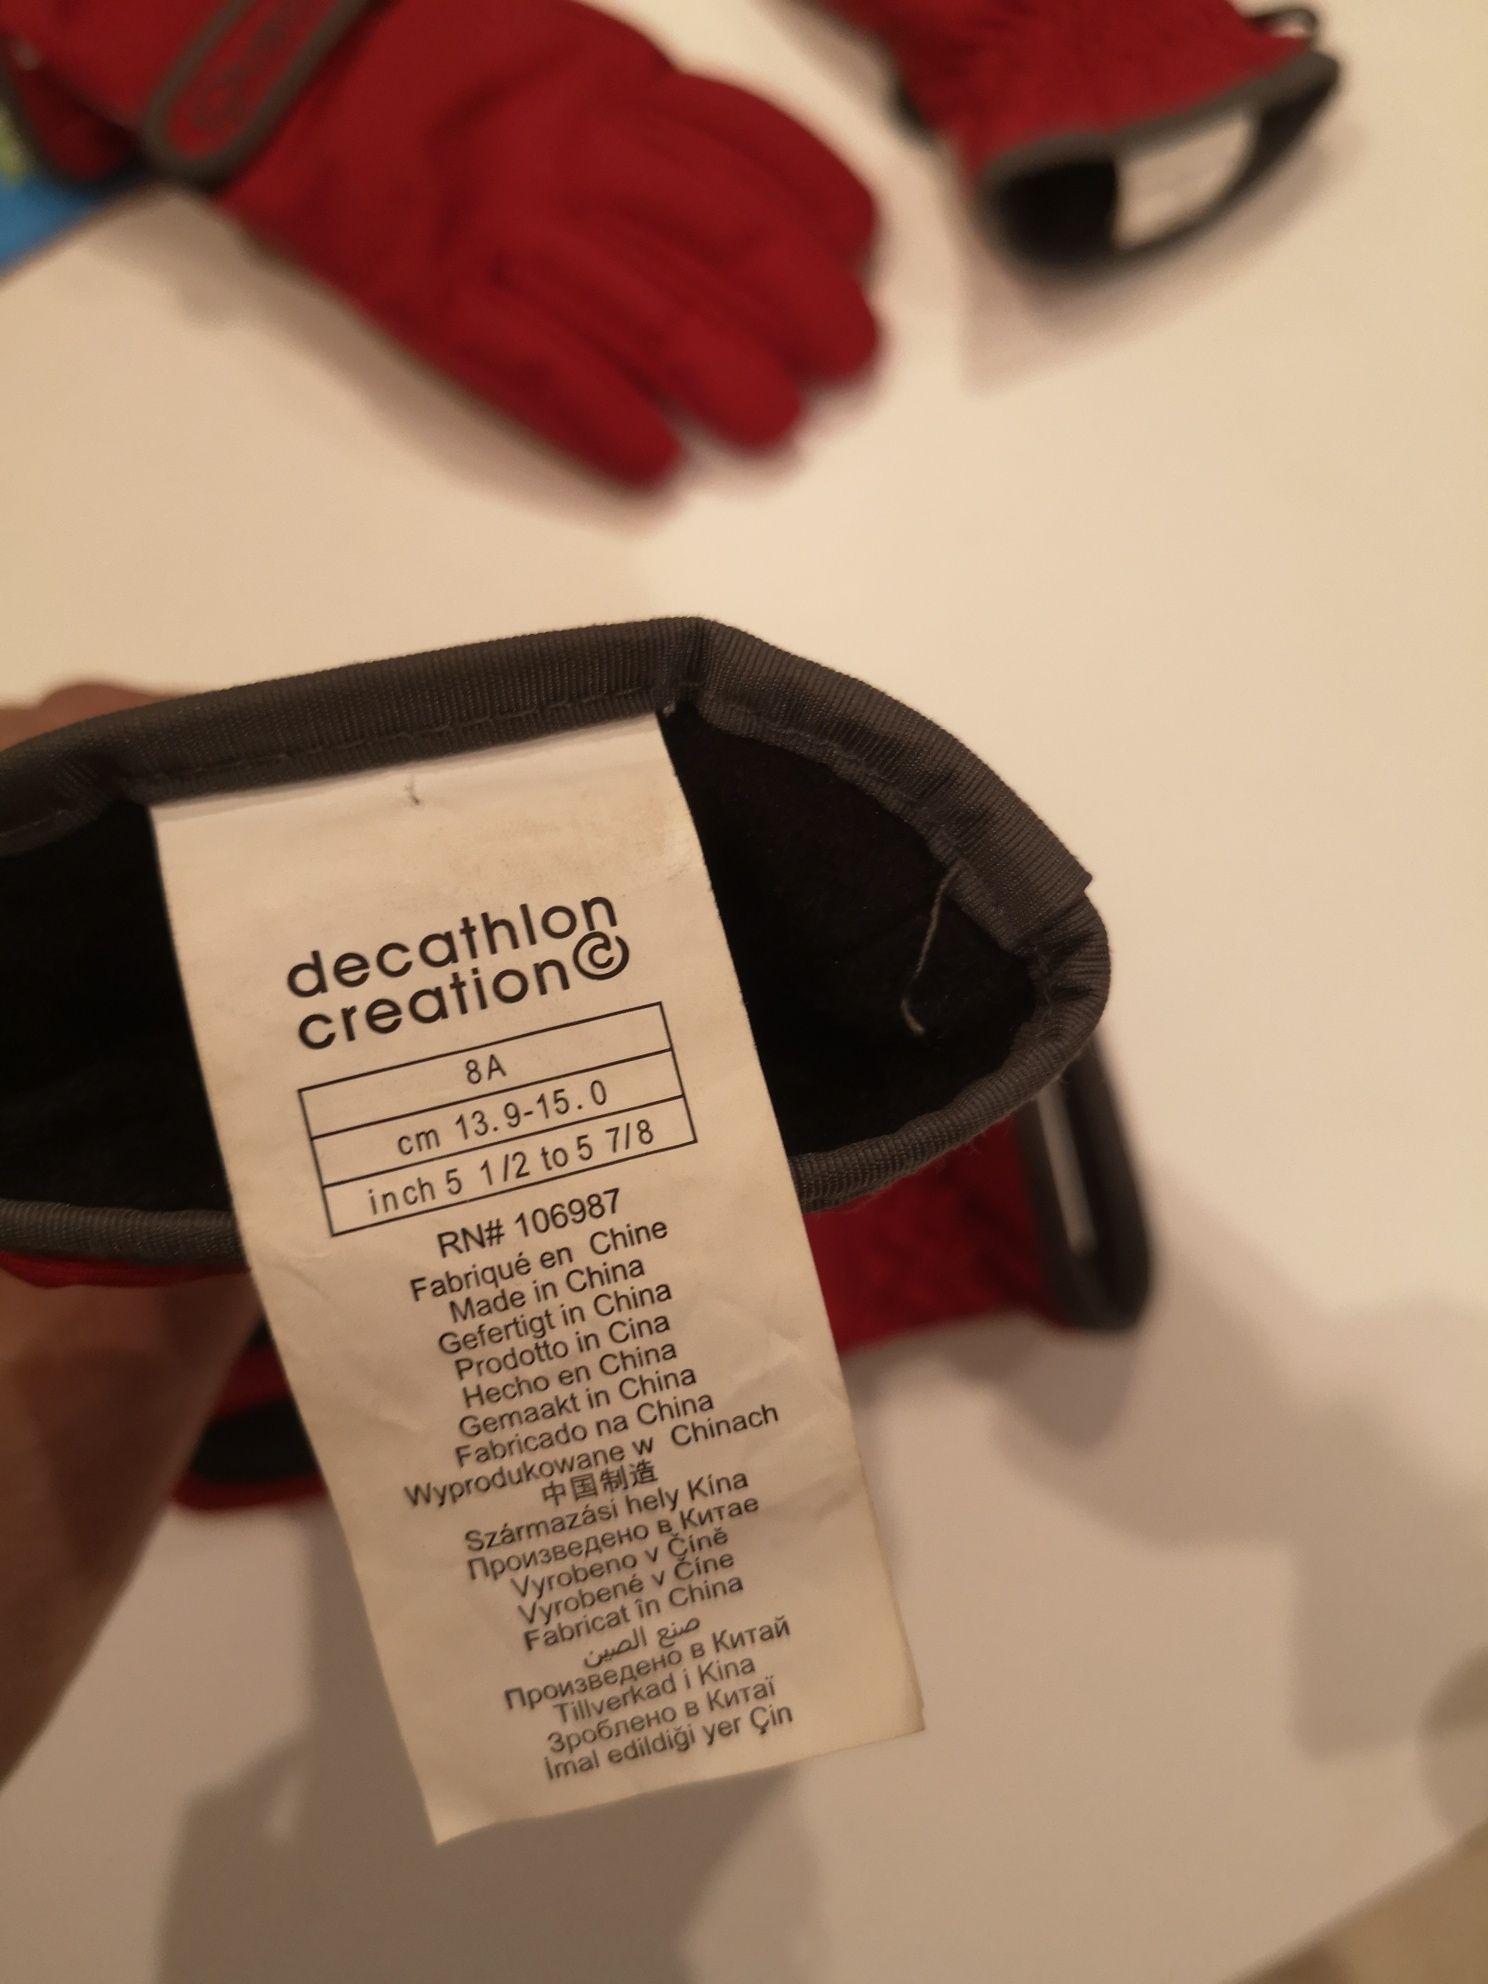 decathlon
creation©
8A
cm 13.9-15.0
inch 5 1/2 to 5 7/8
RN# 106987
Fabriqué en Chine
Made in China
Gefertigt in China
Prodotto in Cina
Hecho en China
Gemaakt in China
Fabricado na China
Wyprodukowane w Chinach
中国制造
Származási hely Kína
Произведено в Китае
Vyrobeno v Číně
Vyrobené v Číne
Fabricat în China
صنع الصين
Произведено в Китай
Tillverkad i Kina
Зроблено в Китаї
İmal edildiği yer Çin